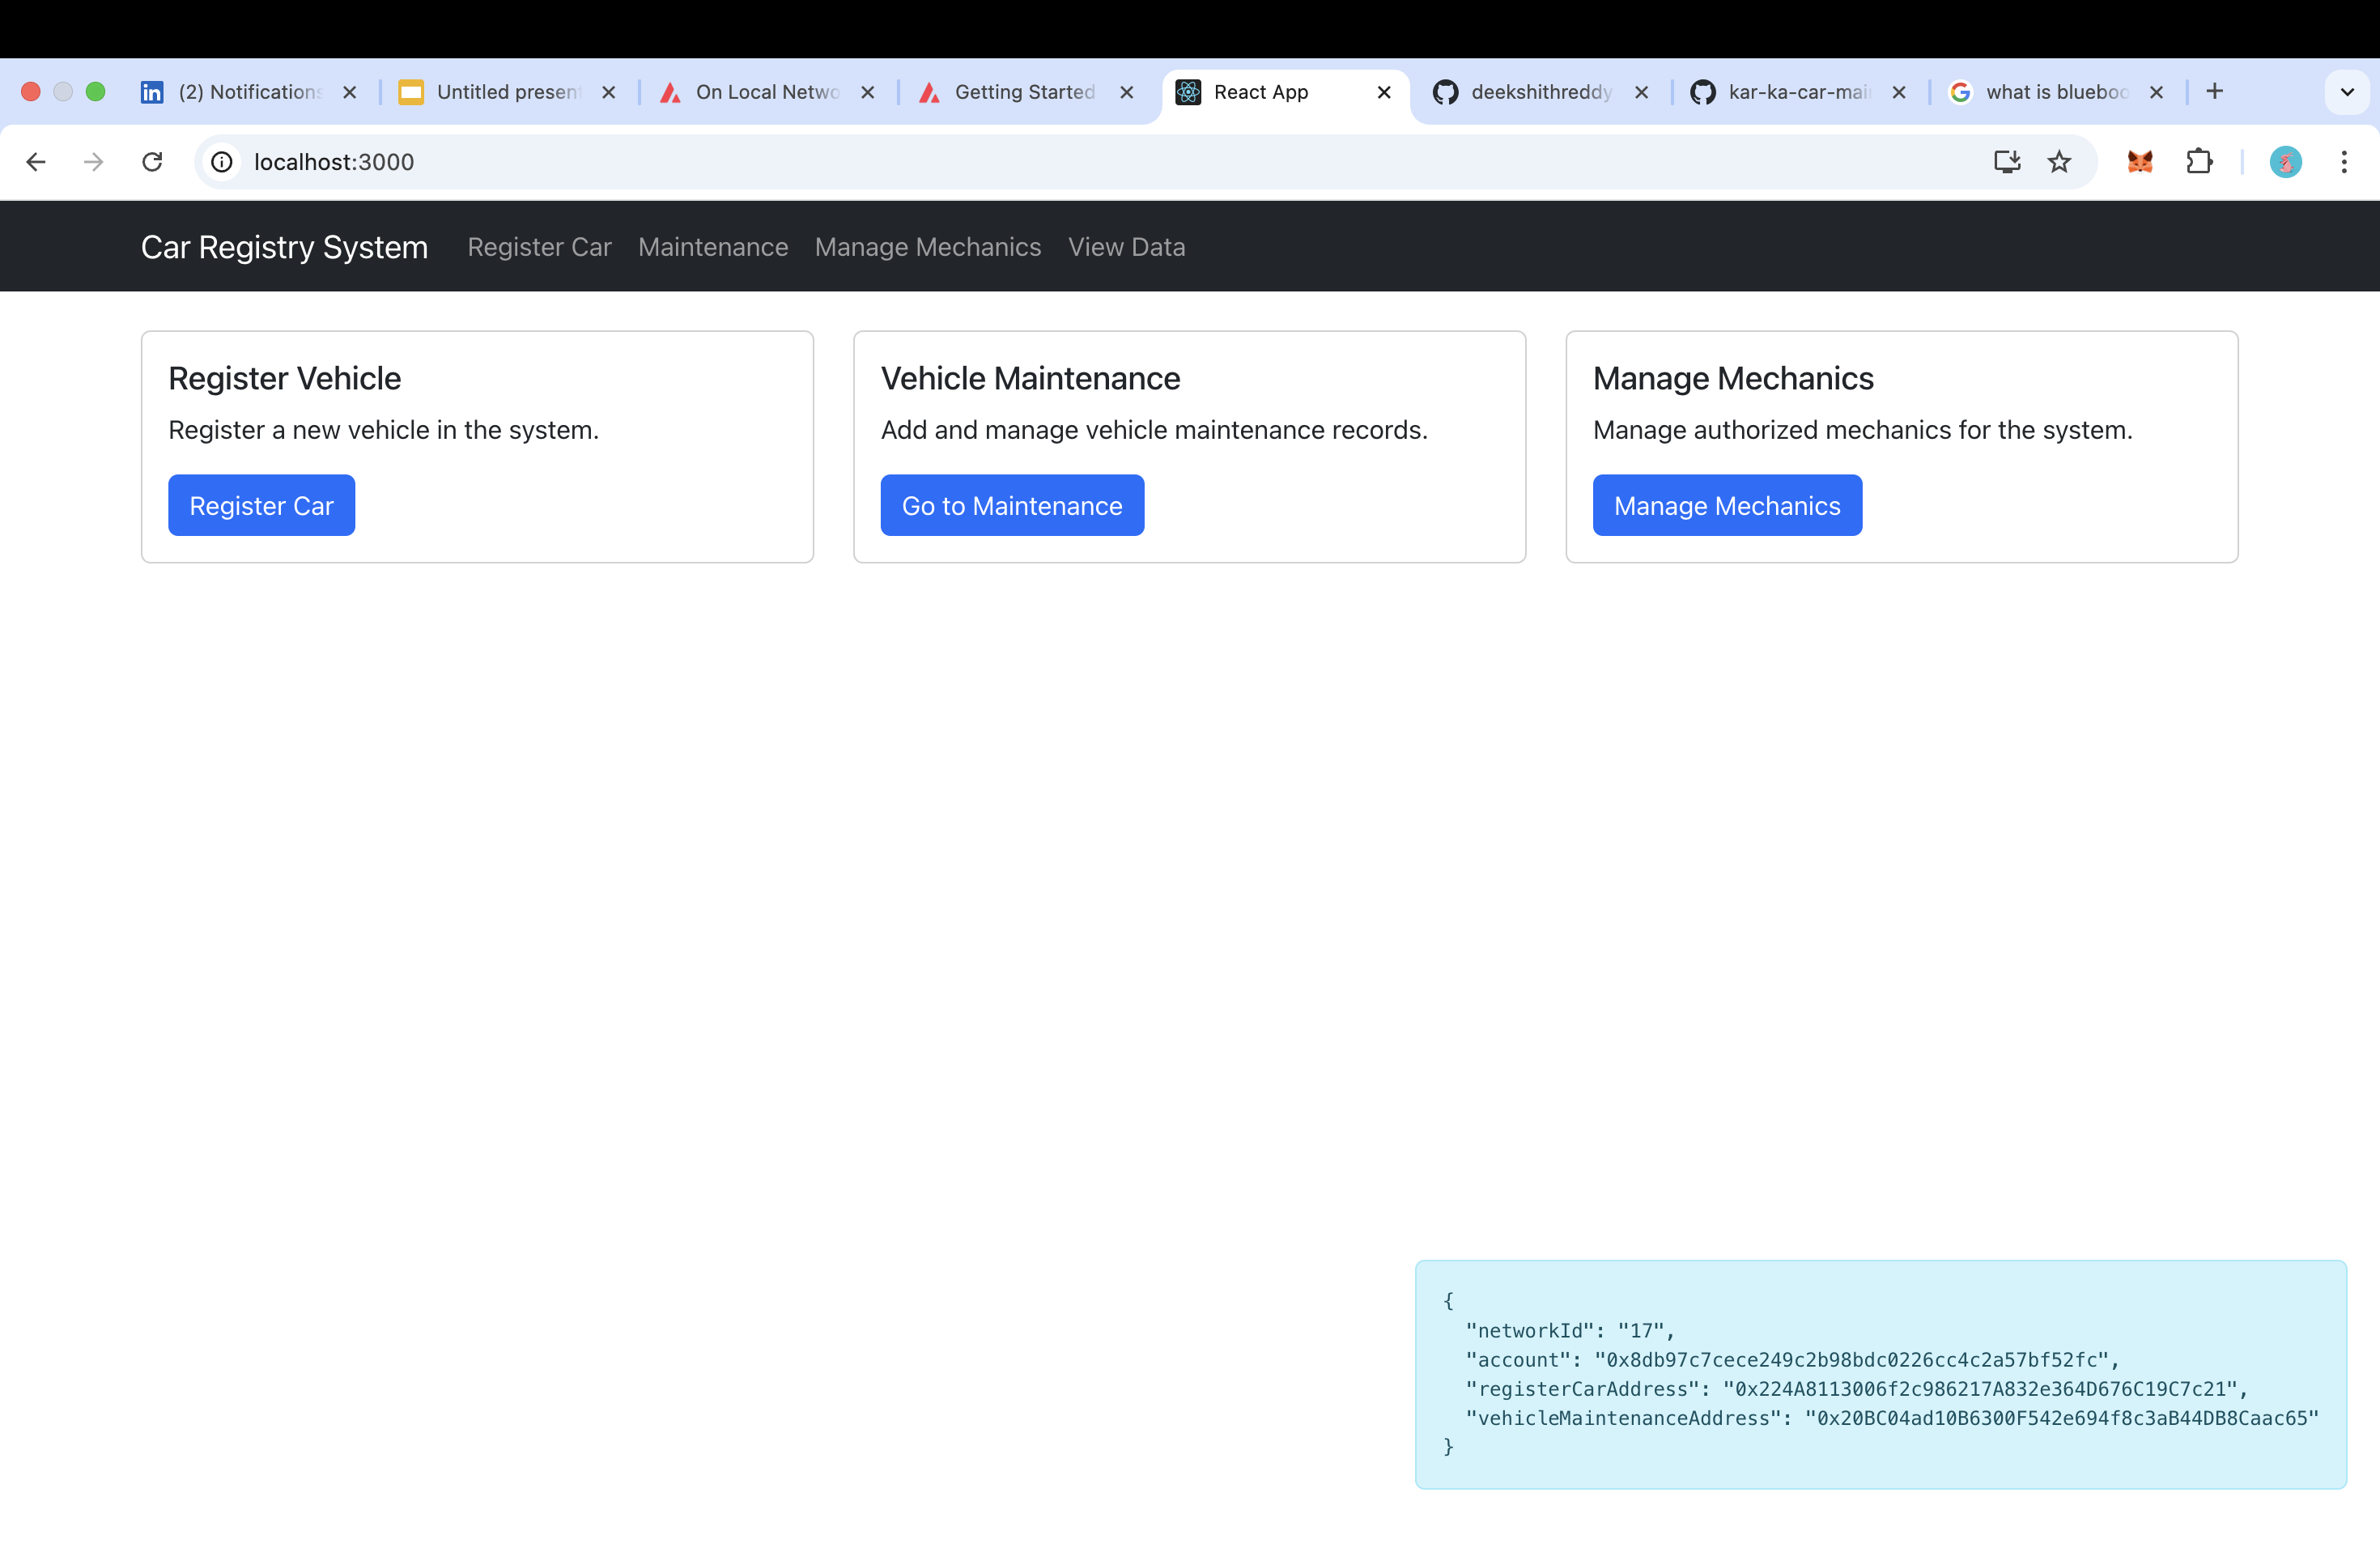 (2) Notifications
Untitled present
On Local Netwo
Getting Started
React App
deekshithreddy
kar-ka-car-mai
what is blueboo
localhost:3000
Car Registry System Register Car Maintenance Manage Mechanics View Data
Register Vehicle
Register a new vehicle in the system.
Register Car
Vehicle Maintenance
Add and manage vehicle maintenance records.
Go to Maintenance
Manage Mechanics
Manage authorized mechanics for the system.
Manage Mechanics
{
"networkId": "17",
"account": "0x8db97c7cece249c2b98bdc0226cc4c2a57bf52fc",
"registerCarAddress": "0x224A8113006f2c986217A832e364D676C19C7c21",
"vehicleMaintenanceAddress": "0x20BC04ad10B6300F542e694f8c3aB44DB8Caac65"
}